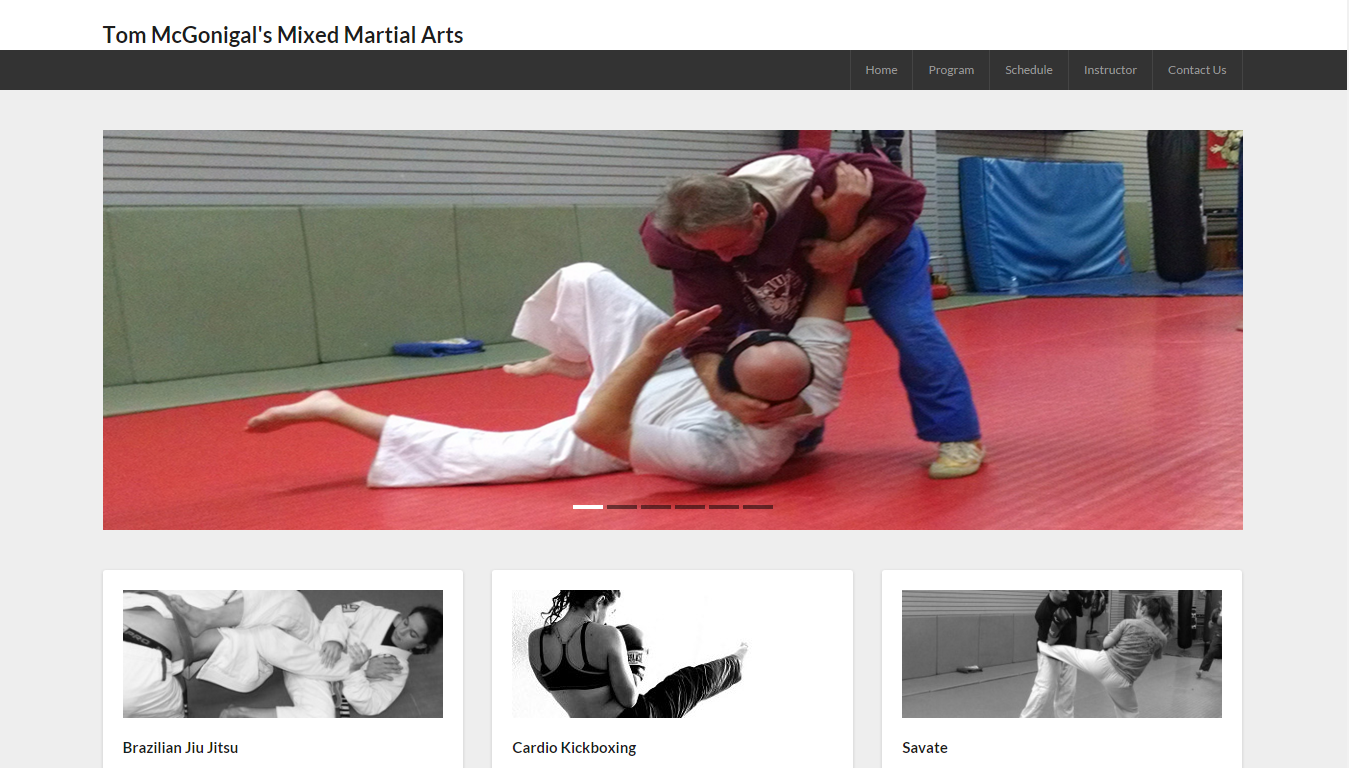 Tom McGonigal's Mixed Martial Arts
Home Program Schedule Instructor Contact Us
Brazilian Jiu Jitsu Cardio Kickboxing Savate